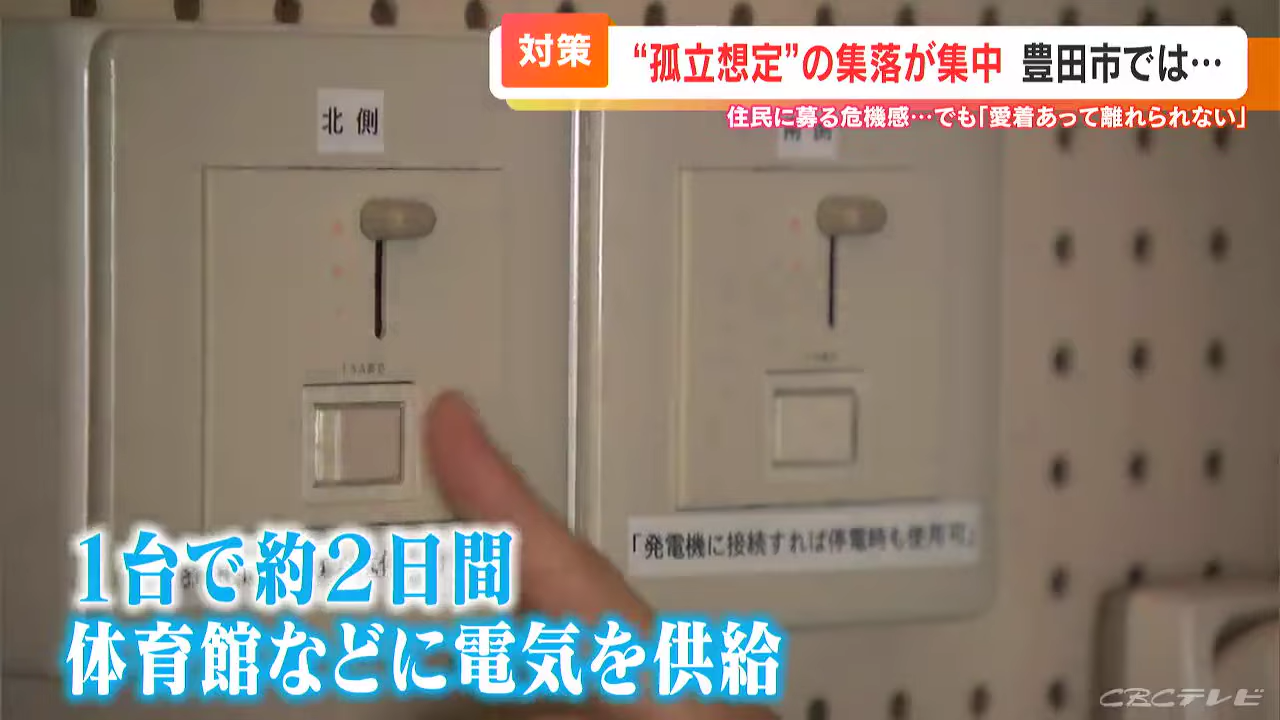 対策
“孤立想定”の集落が集中 豊田市では…
住民に募る危機感…でも「愛着あって離れられない」
北側
「発電機に接続すれば停電時も使用可」
1台で約2日間
体育館などに電気を供給
CBCテレビ